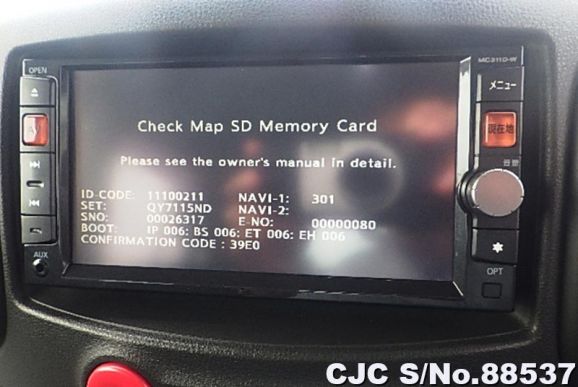 OPEN
MC311D-W
メニュー
AV
現在地
Check Map SD Memory Card
Please see the owner's manual in detail.
ID-CODE: 11100211 NAVI-1: 301
SET: QY7115ND NAVI-2:
SNO: 00026317 E-NO: 00000080
BOOT: IP 006: BS 006: ET 006: EH 006
CONFIRMATION CODE : 39E0
AUX
OPT
CJC S/No.88537